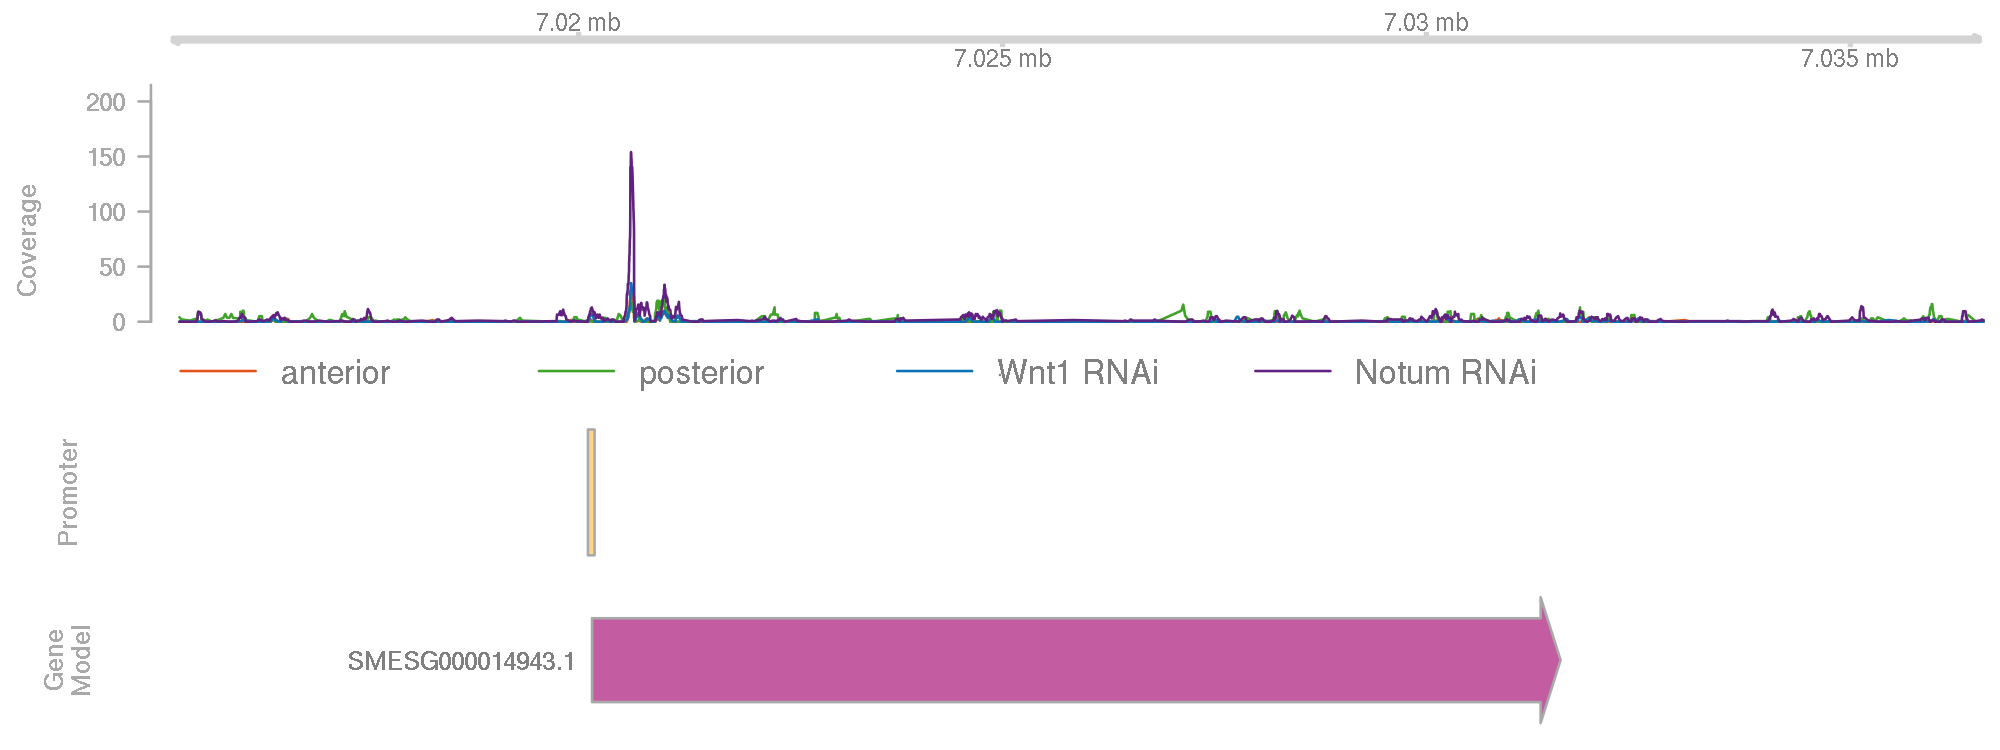 7.02 mb
7.03 mb
7.025 mb
7.035 mb
Coverage
200
150
100
50
0
anterior
posterior
Wnt1 RNAi
Notum RNAi
Promoter
Gene
Model
SMESG000014943.1